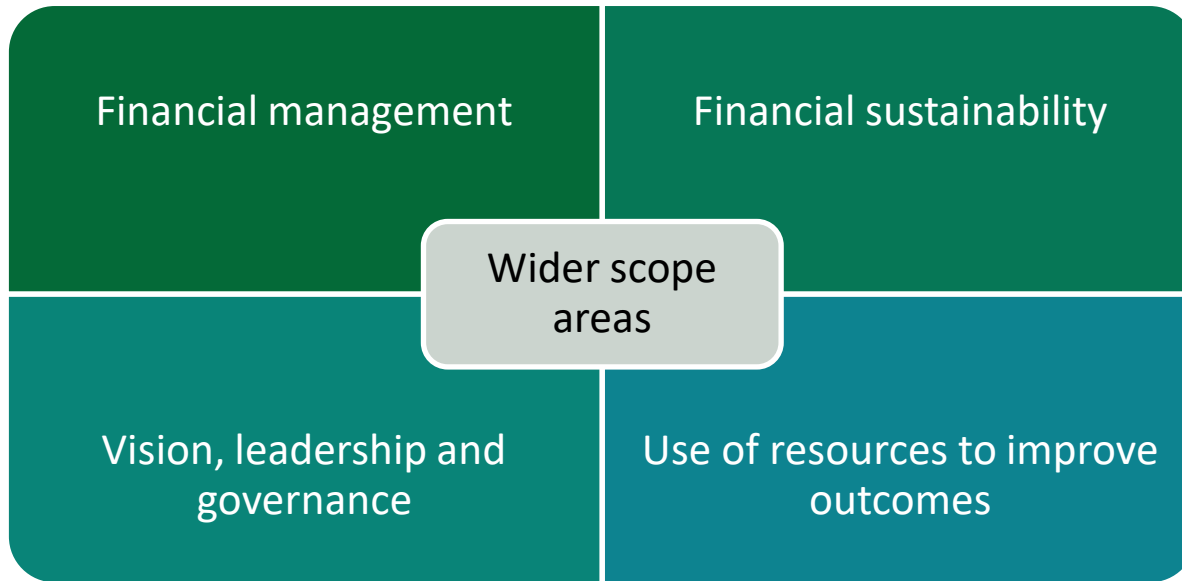 Financial management
Financial sustainability
Wider scope
areas
Vision, leadership and
governance
Use of resources to improve
outcomes